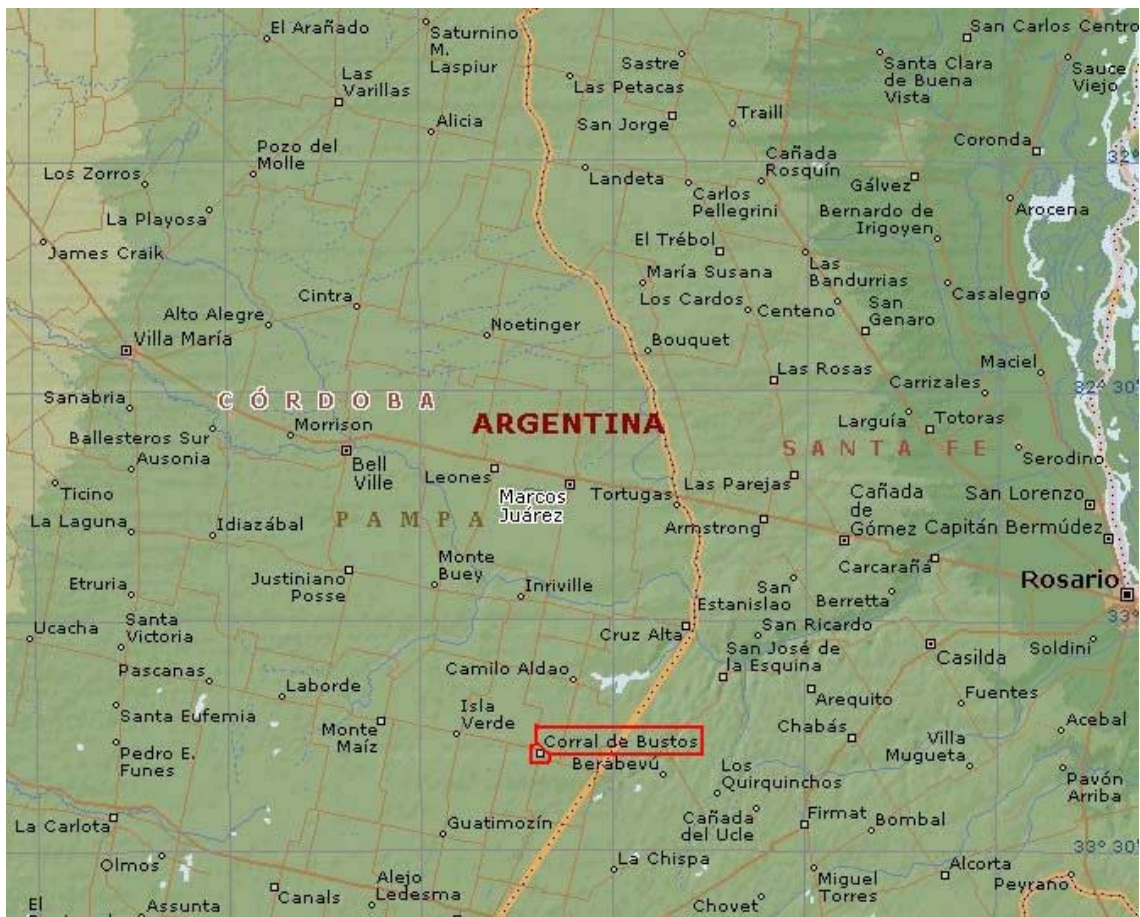 El Arañado
Saturnino
M.
Laspiur
Las
Varillas
Alicia
Pozo del
Molle
Los Zorros
La Playosa
James Craik
Cintra
Alto Alegre
Noetinger
Villa María
Sastre
Las Petacas
San Jorge
Traill
Landeta
Carlos
Pellegrini
Cañada
Rosquín
El Trébol
María Susana
Los Cardos
Centeno
Bouquet
Las Rosas
San Carlos Centro
Santa Clara
de Buena
Vista
Sauce
Viejo
Coronda
32°
Gálvez
Bernardo de
Irigoyen
Arocena
Las
Bandurrias
Casalegno
San
Genaro
Maciel
32° 30
Carrizales
Larguía
Totoras
Serodino
CÓRDOBA
ARGENTINA
SANTA FE
PAMPA
Sanabria
Ballesteros Sur
Morrison
Ausonia
Bell
Ville
Leones
Marcos
Juárez
Tortugas
Las Parejas
Armstrong
Cañada
de
Gómez
San Lorenzo
Capitán Bermúdez
Carcarañá
Rosario
33°
Ticino
La Laguna
Idiazábal
Etruria
Justiniano
Posse
Monte
Buey
Inriville
San
Estanislao
Berretta
Cruz Alta
San Ricardo
San José de
la Esquina
Casilda
Soldini
Ucacha
Santa
Victoria
Pascanas
Laborde
Camilo Aldao
Arequito
Fuentes
Santa Eufemia
Monte
Maíz
Isla
Verde
Chabás
Villa
Mugueta
Acebal
Pedro E.
Funes
Corral de Bustos
Berabevú
Los
Quirquinchos
Pavón
Arriba
La Carlota
Guatimozín
Cañada
del Ucle
Firmat
Bombal
33° 30
Olmos
La Chispa
Miguel
Torres
Alcorta
Peyrano
El
Assunta
Canals
Alejo
Ledesma
Chovet